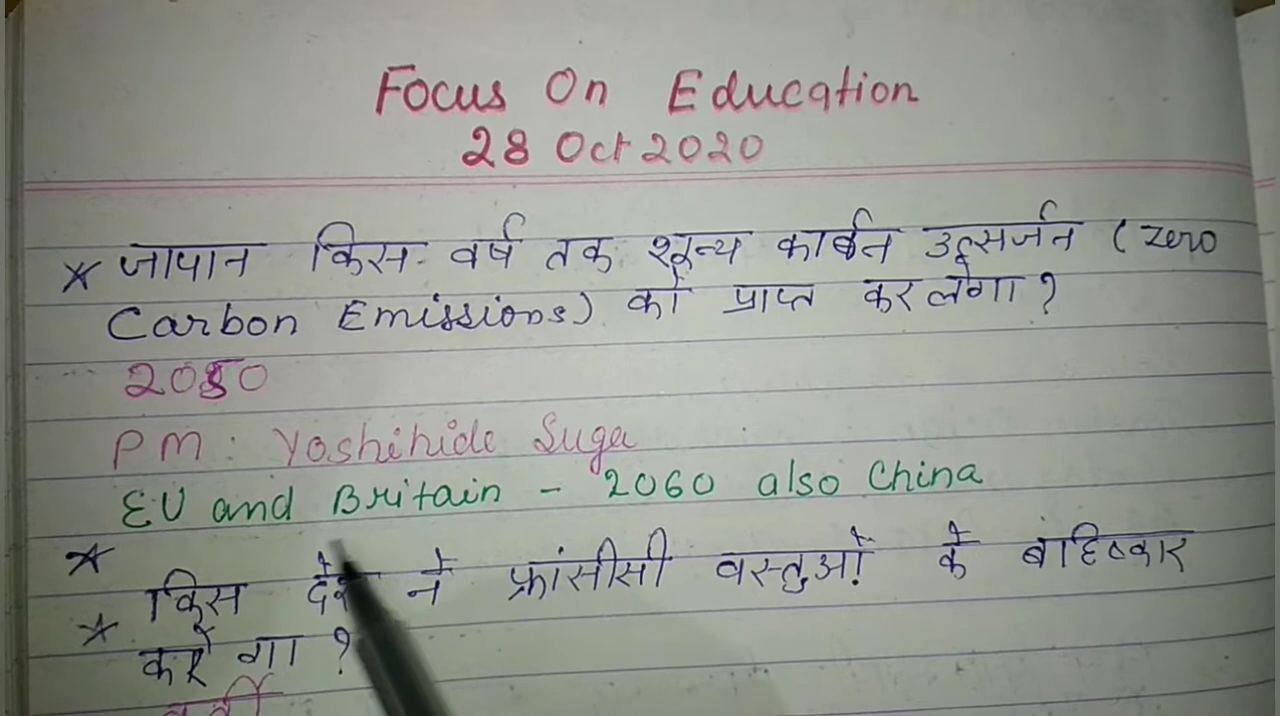 Focus On Education
28 Oct 2020
* जापान किस वर्ष तक शून्य कार्बन उत्सर्जन (zero
Carbon Emissions) को प्राप्त कर लेगा?
2050
PM: Yoshihide Suga
EU and Britain - 2060 also China
*
किस देश ने फ्रांसीसी वस्तुओं के बाहिष्कार
* करे गा?